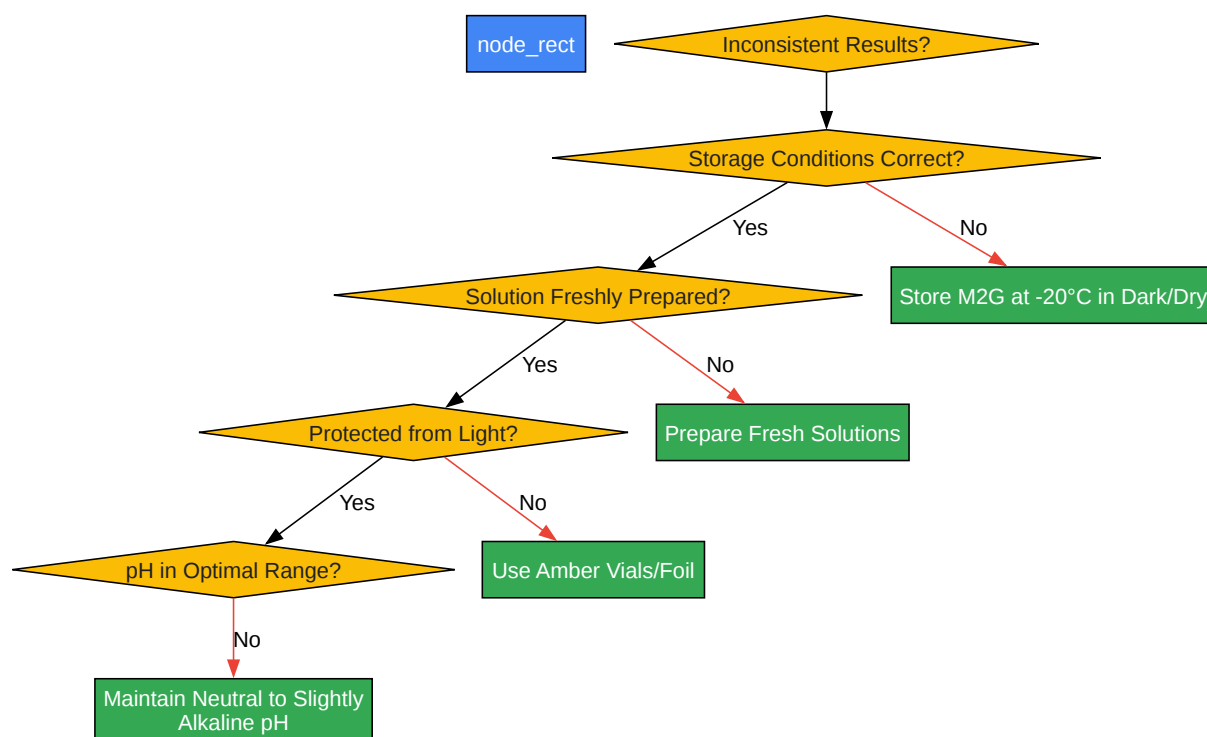 node_rect
Inconsistent Results?
Storage Conditions Correct?
Yes
No
Solution Freshly Prepared?
Store M2G at -20°C in Dark/Dry
Yes
No
Protected from Light?
Prepare Fresh Solutions
Yes
No
pH in Optimal Range?
Use Amber Vials/Foil
No
Maintain Neutral to Slightly
Alkaline pH